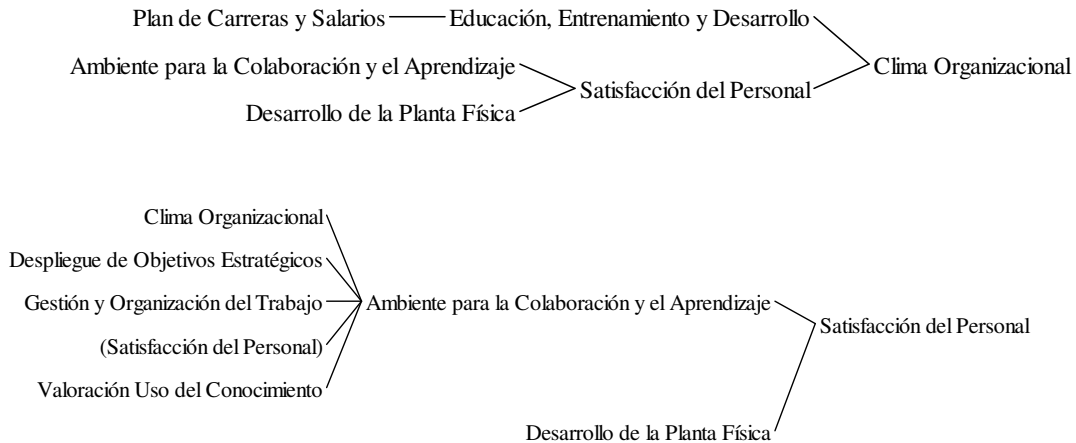 Plan de Carreras y Salarios Educación, Entrenamiento y Desarrollo
Ambiente para la Colaboración y el Aprendizaje Clima Organizacional
Satisfacción del Personal
Desarrollo de la Planta Física
Clima Organizacional
Despliegue de Objetivos Estratégicos
Gestión y Organización del Trabajo Ambiente para la Colaboración y el Aprendizaje
Satisfacción del Personal
(Satisfacción del Personal)
Valoración Uso del Conocimiento
Desarrollo de la Planta Física